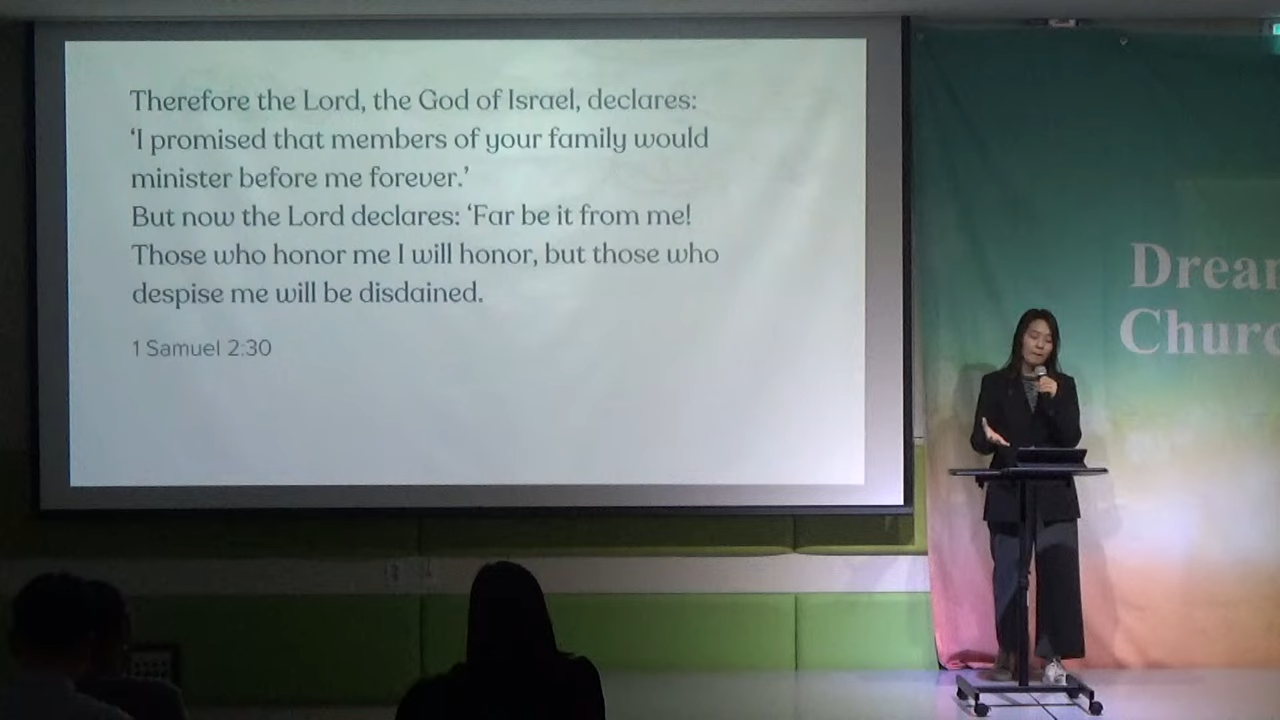 Therefore the Lord, the God of Israel, declares:
‘I promised that members of your family would
minister before me forever.’
But now the Lord declares: ‘Far be it from me!
Those who honor me I will honor, but those who
despise me will be disdained.
1 Samuel 2:30